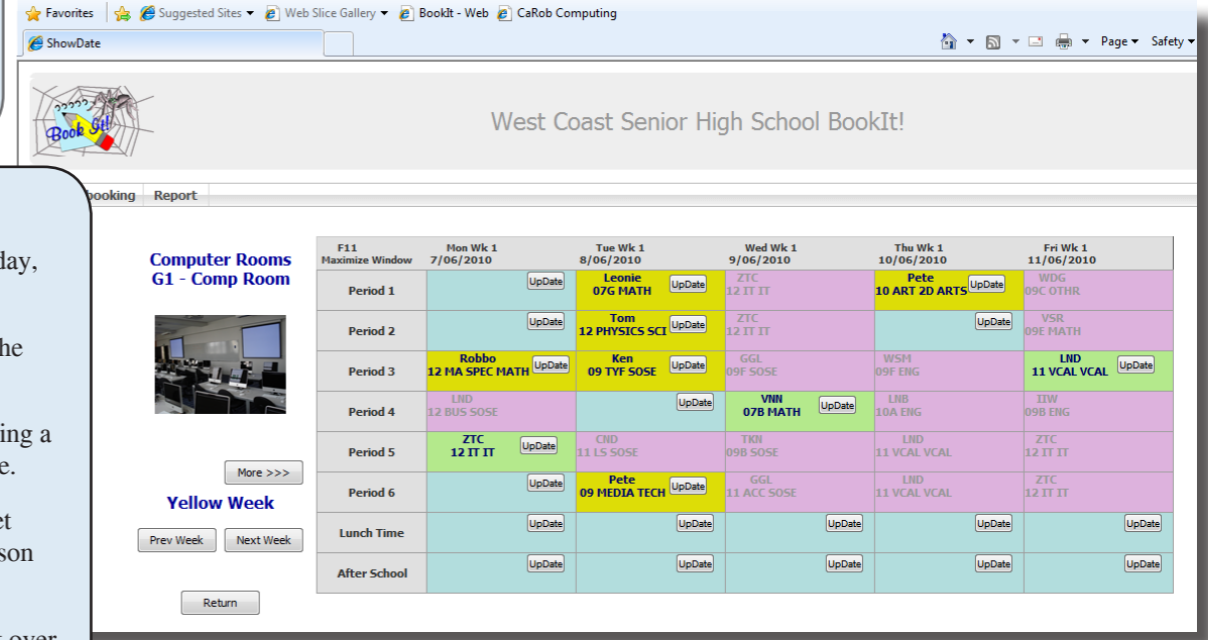 Favorites Suggested Sites Web Slice Gallery BookIt - Web CaRob Computing
ShowDate Page Safety
Book It!
West Coast Senior High School BookIt!
Report
day,
ing a
e.
over
Computer Rooms
G1 - Comp Room
More >>>
Yellow Week
Prev Week Next Week
Return
F11 Mon Wk 1 Tue Wk 1 Wed Wk 1 Thu Wk 1 Fri Wk 1
Maximize Window 7/06/2010 8/06/2010 9/06/2010 10/06/2010 11/06/2010
Period 1 UpDate Leonie UpDate ZTC Pete UpDate WDG
07G MATH 12 IT IT 10 ART 2D ARTS 09C OTHR
Period 2 UpDate Tom UpDate ZTC UpDate VSR
12 PHYSICS SCI 12 IT IT 09E MATH
Period 3 Robbo UpDate Ken UpDate GGL WSM LND UpDate
12 MA SPEC MATH 09 TYF SOSE 09F SOSE 09F ENG 11 VCAL VCAL
Period 4 LND UpDate VNN UpDate LNB IIW
12 BUS SOSE 07B MATH 10A ENG 09B ENG
Period 5 ZTC UpDate CND TKN LND ZTC
12 IT IT 11 LS SOSE 09B SOSE 11 VCAL VCAL 12 IT IT
Period 6 UpDate Pete UpDate GGL LND ZTC
09 MEDIA TECH 11 ACC SOSE 11 VCAL VCAL 12 IT IT
Lunch Time UpDate UpDate UpDate UpDate UpDate
After School UpDate UpDate UpDate UpDate UpDate